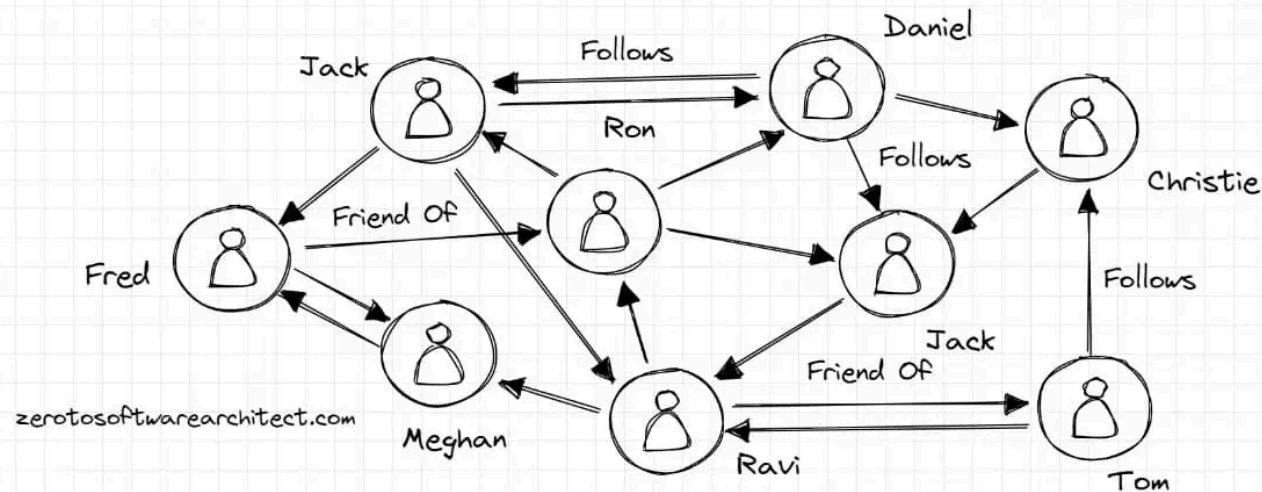 Daniel
Jack
Follows
Ron
Follows
Christie
Friend Of
Fred
Follows
Jack
Friend Of
zerotosoftwarearchitect.com
Meghan
Ravi
Tom